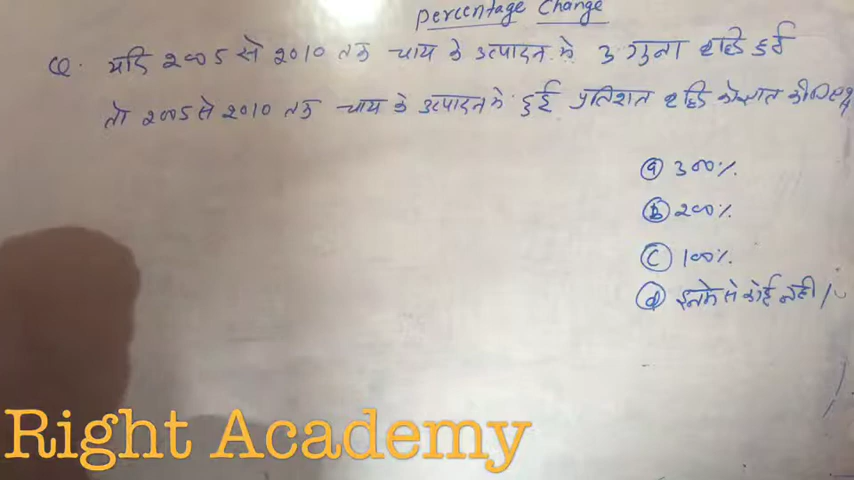 Percentage Change
Q. यदि 2005 से 2010 तक चाय के उत्पादन में 3 गुना वृद्धि हुई
तो 2005 से 2010 तक चाय के उत्पादन में हुई प्रतिशत वृद्धि को ज्ञात कीजिए
(a) 300%.
(b) 200%.
(c) 100%.
(d) इनमें से कोई नहीं।
Right Academy